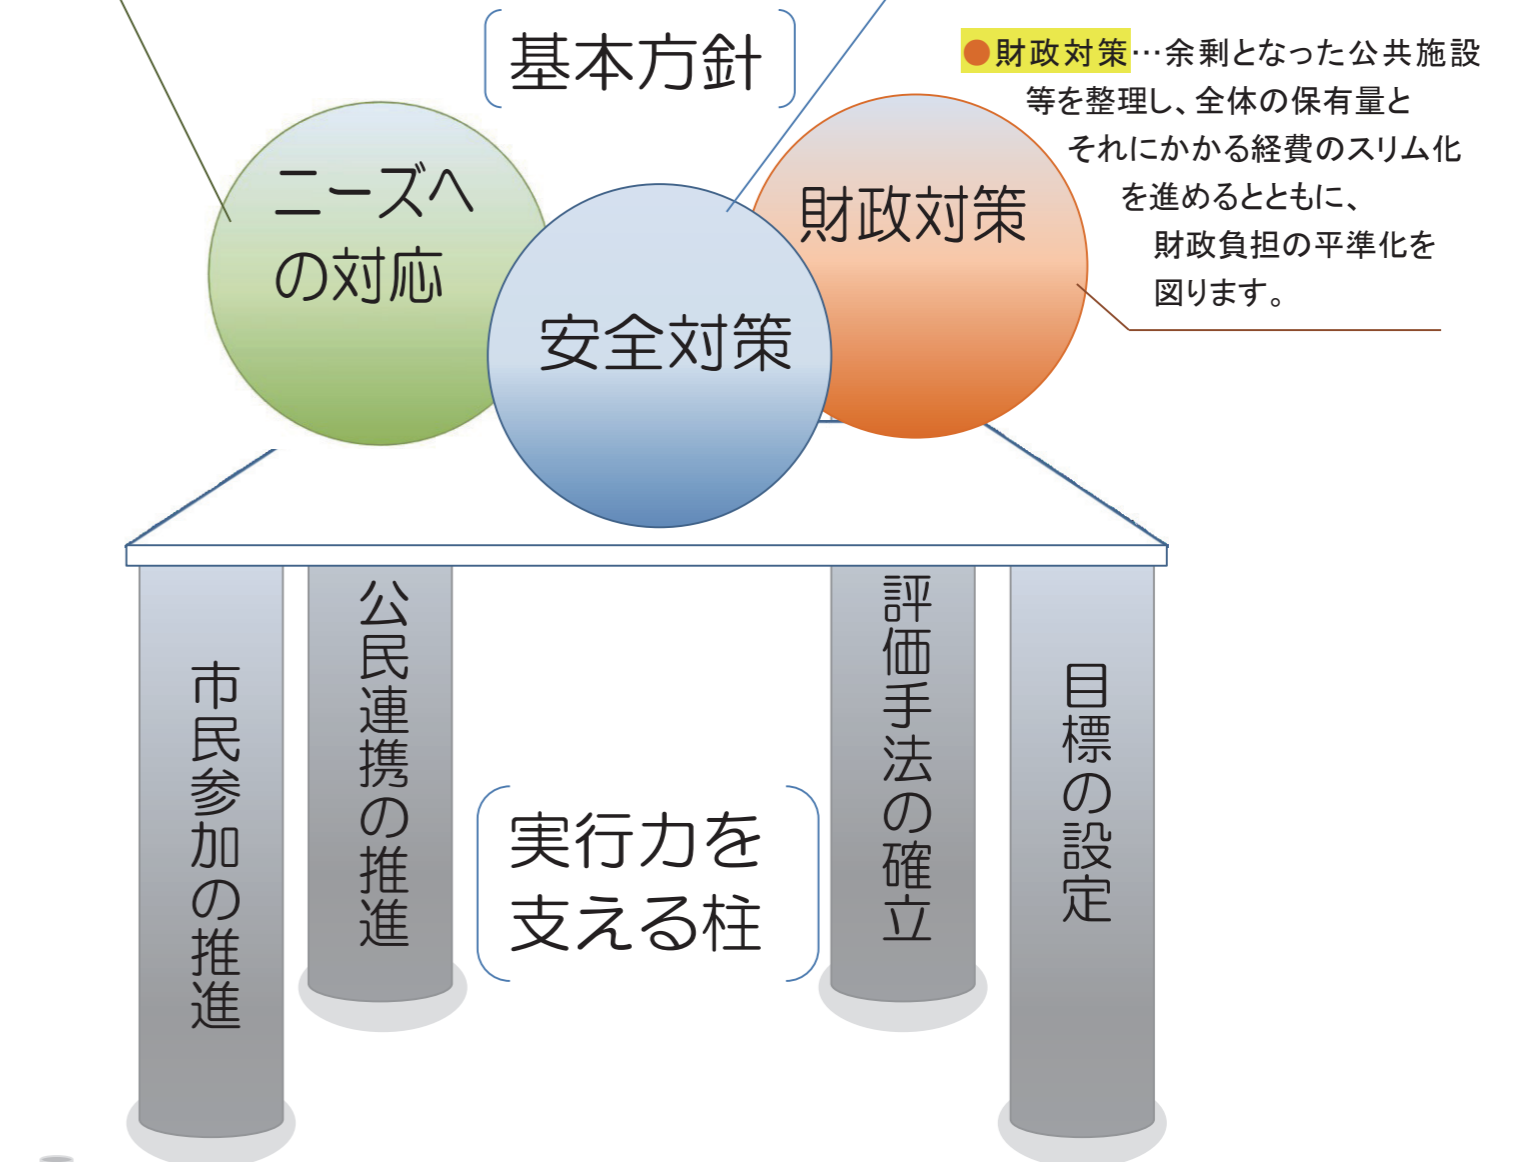 基本方針
●財政対策…余剰となった公共施設
等を整理し、全体の保有量と
それにかかる経費のスリム化
を進めるとともに、
財政負担の平準化を
図ります。
ニーズへ
の対応
安全対策
財政対策
市民参加の推進
公民連携の推進
実行力を
支える柱
評価手法の確立
目標の設定